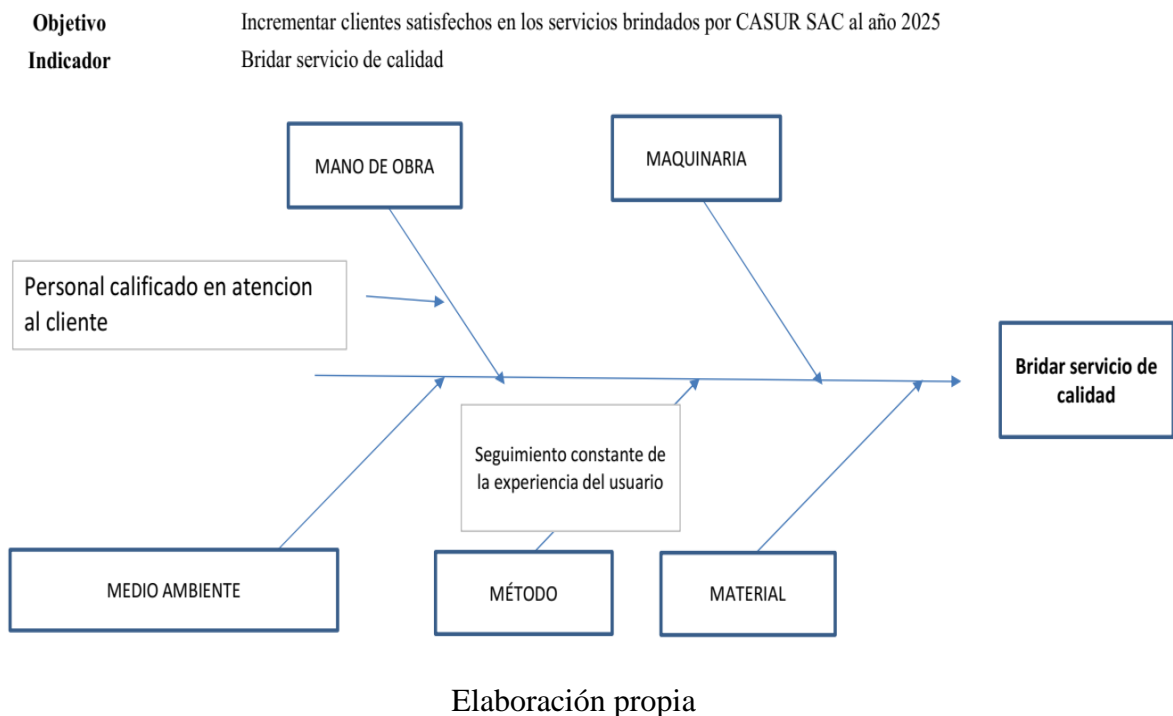 Objetivo Incrementar clientes satisfechos en los servicios brindados por CASUR SAC al año 2025
Indicador Bridar servicio de calidad
MANO DE OBRA
MAQUINARIA
Personal calificado en atencion
al cliente
Bridar servicio de
calidad
Seguimiento constante de
la experiencia del usuario
MEDIO AMBIENTE
MÉTODO
MATERIAL
Elaboración propia